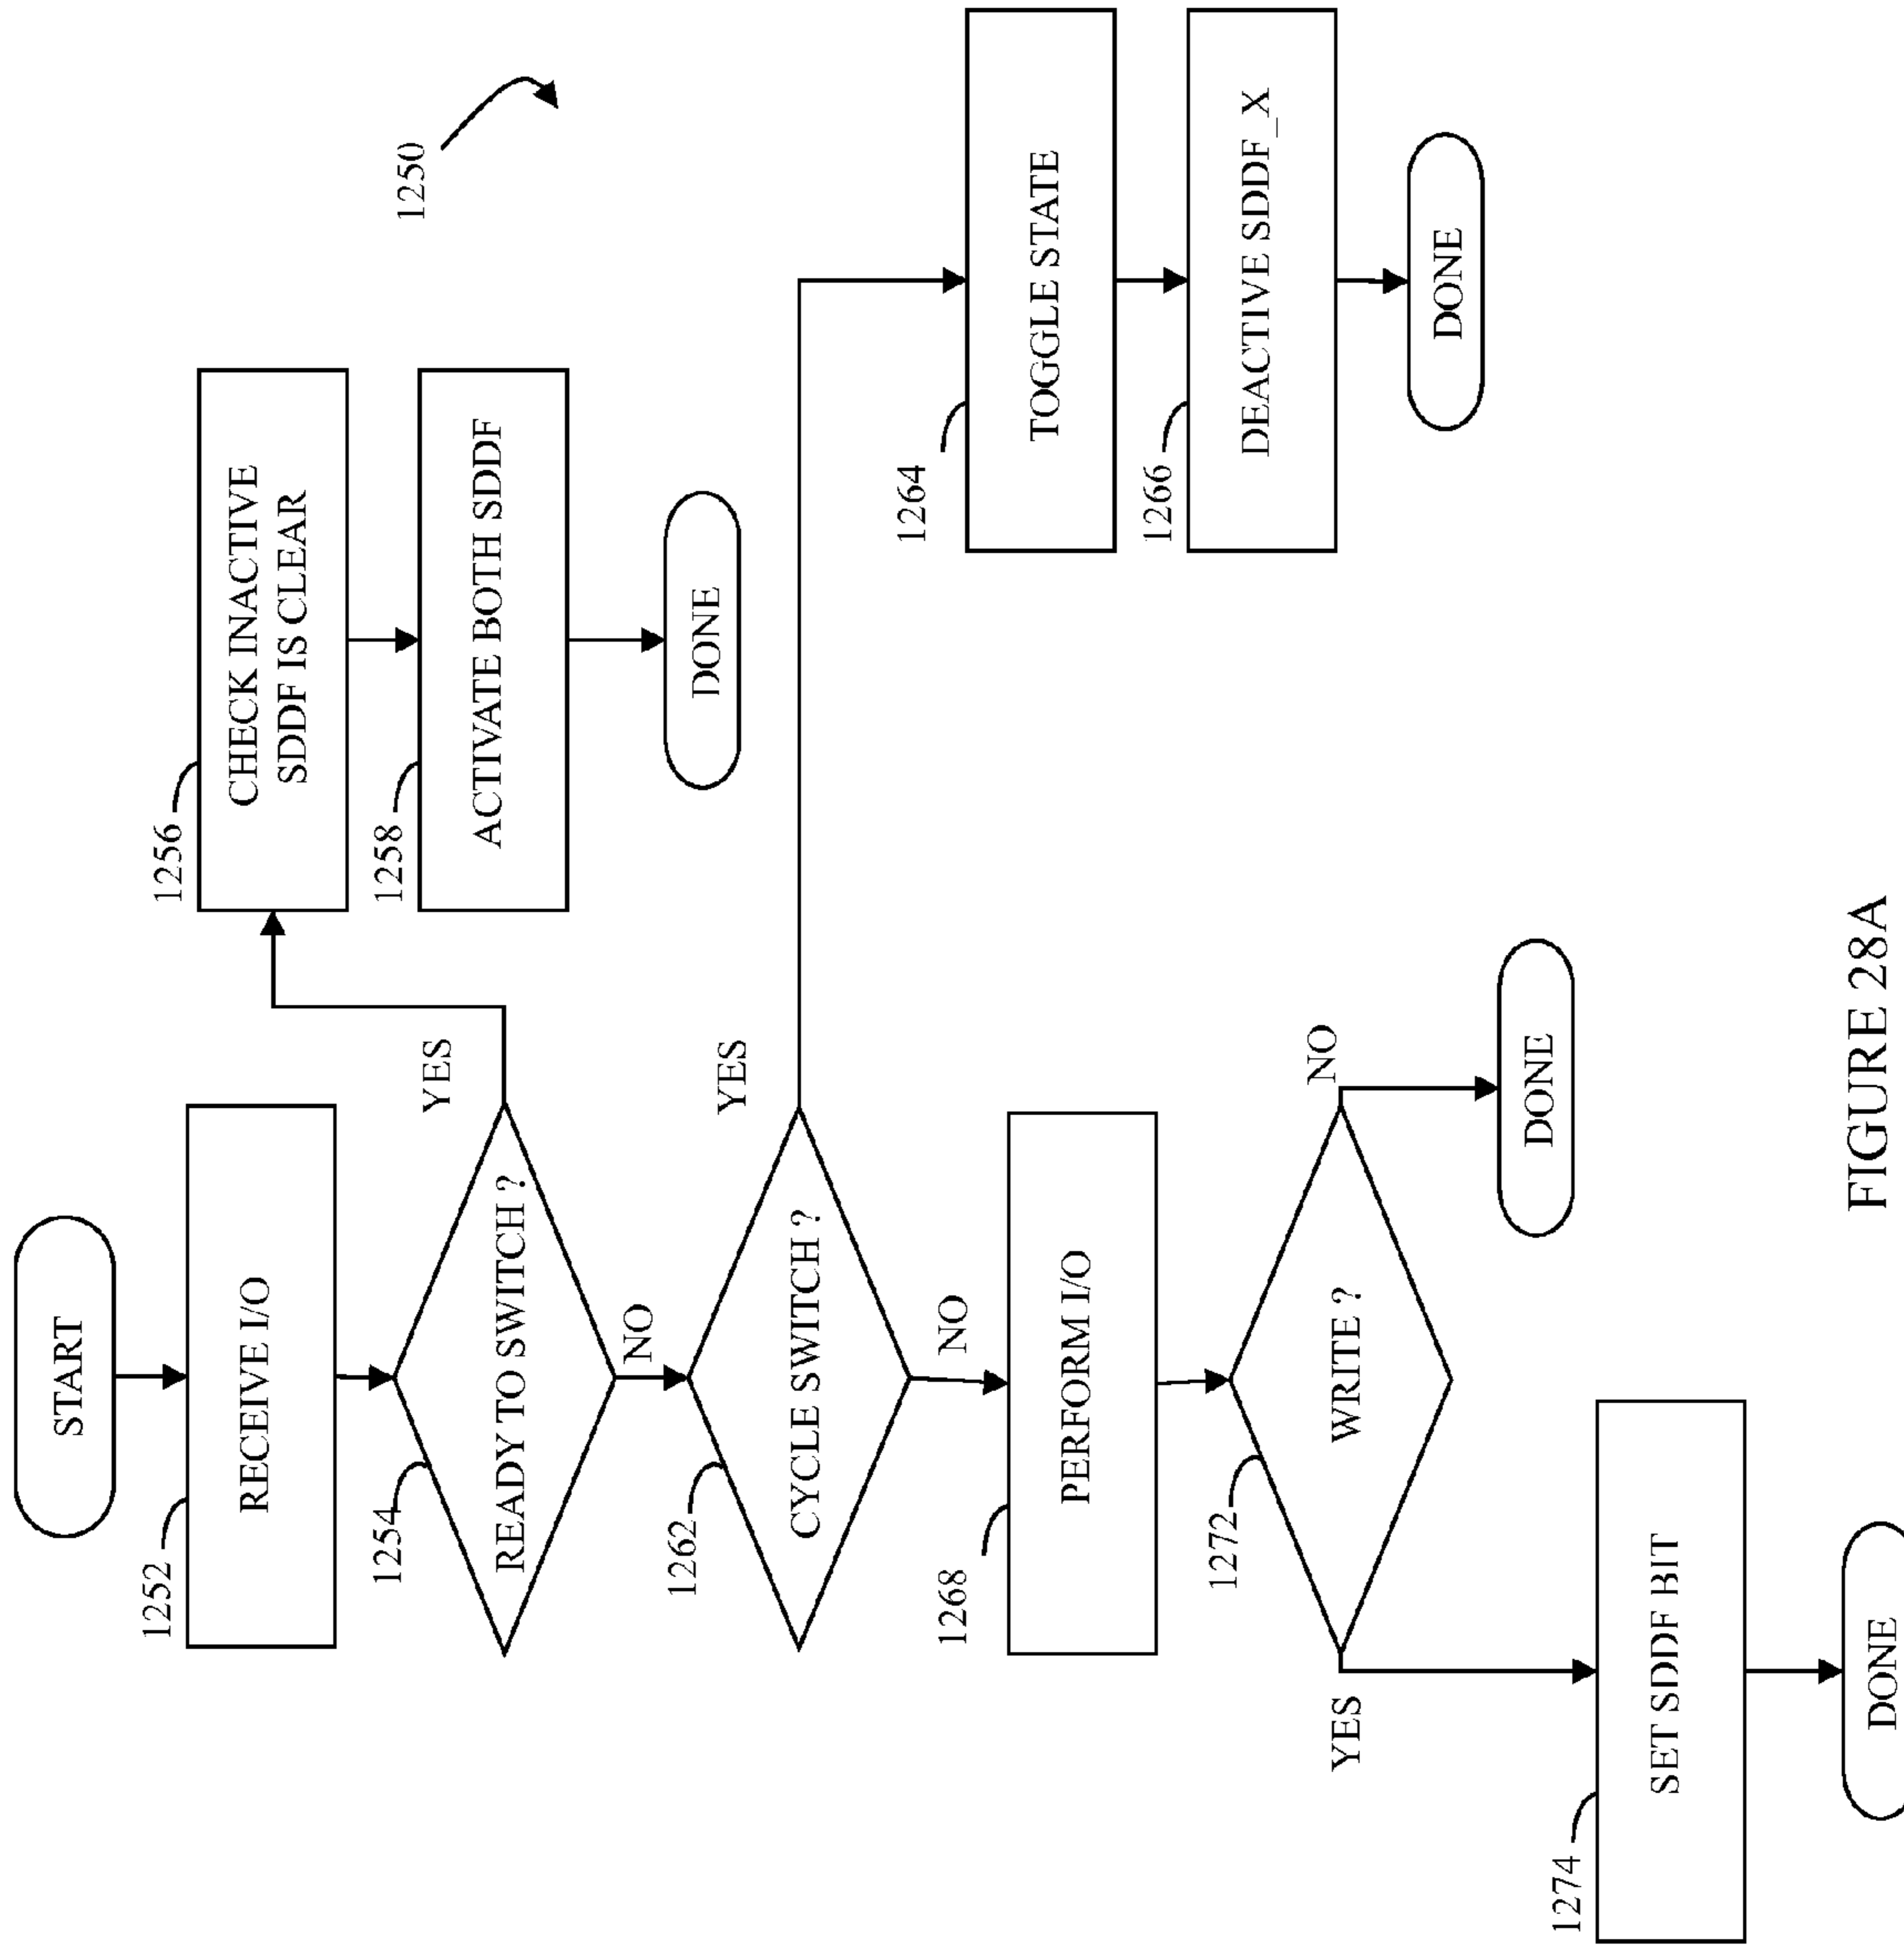 START
1252
RECEIVE I/O
1254
READY TO SWITCH ?
YES
NO
1256
CHECK INACTIVE
SDDF IS CLEAR
1258
ACTIVATE BOTH SDDF
DONE
1250
1262
CYCLE SWITCH ?
YES
NO
1264
TOGGLE STATE
1266
DEACTIVE SDDF_X
DONE
1268
PERFORM I/O
1272
WRITE ?
NO
DONE
YES
1274
SET SDDF BIT
DONE
FIGURE 28A